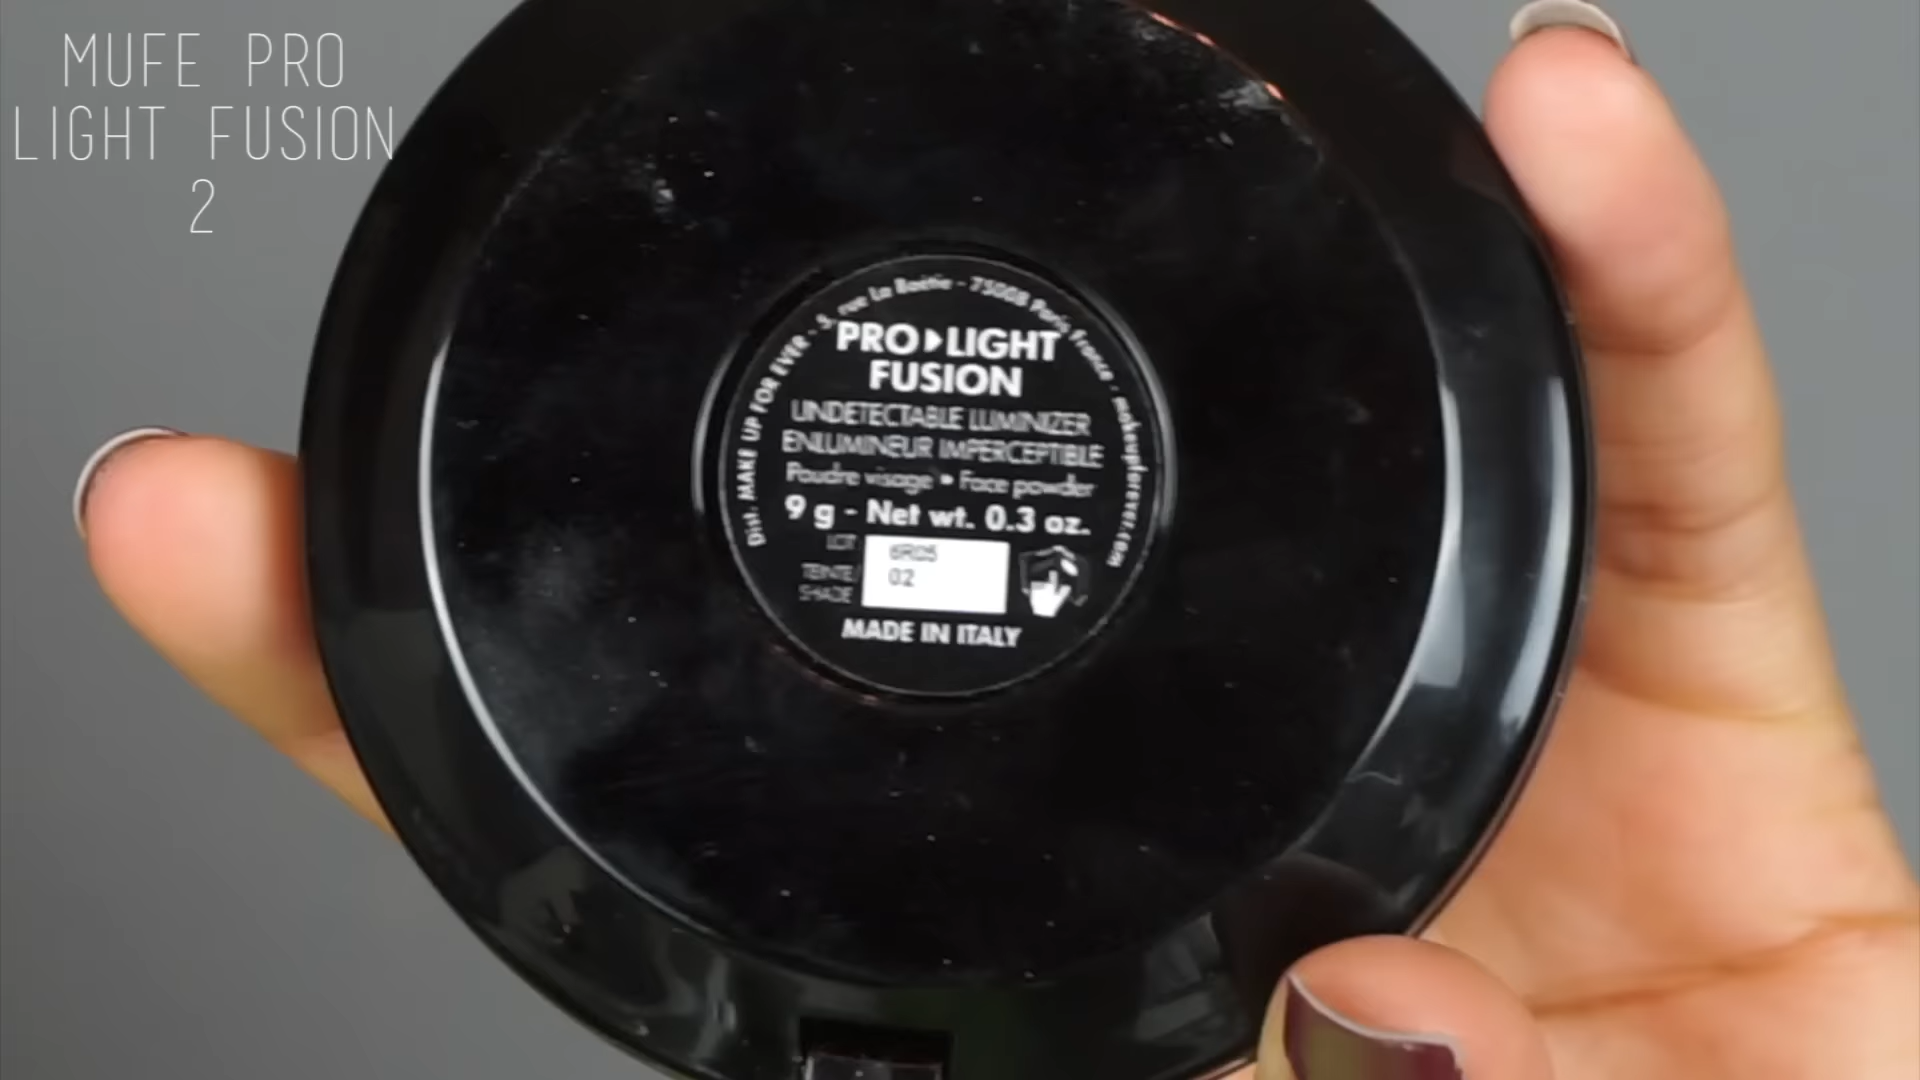 MUFE PRO
LIGHT FUSION
2
Dist. MAKE UP FOR EVER - 5, rue La Boétie - 75008 Paris France - makeupforever.com
PRO▸LIGHT
FUSION
UNDETECTABLE LUMINIZER
ENLUMINEUR IMPERCEPTIBLE
Poudre visage • Face powder
9 g - Net wt. 0.3 oz.
LOT 6R05
TEINTE/ 02
SHADE
MADE IN ITALY